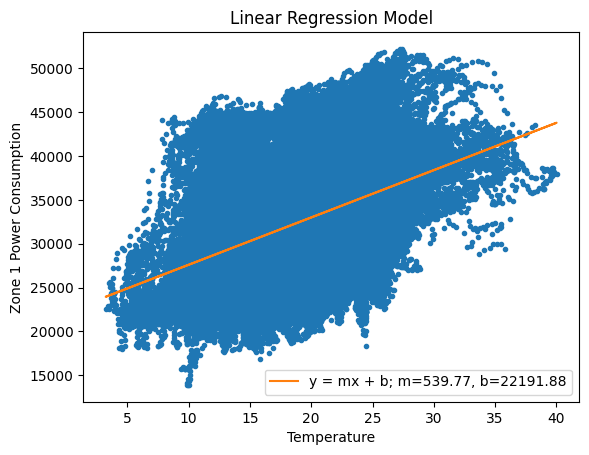 Linear Regression Model
50000
45000
40000
35000
30000
25000
20000
15000
Zone 1 Power Consumption
y = mx + b; m=539.77, b=22191.88
5 10 15 20 25 30 35 40
Temperature